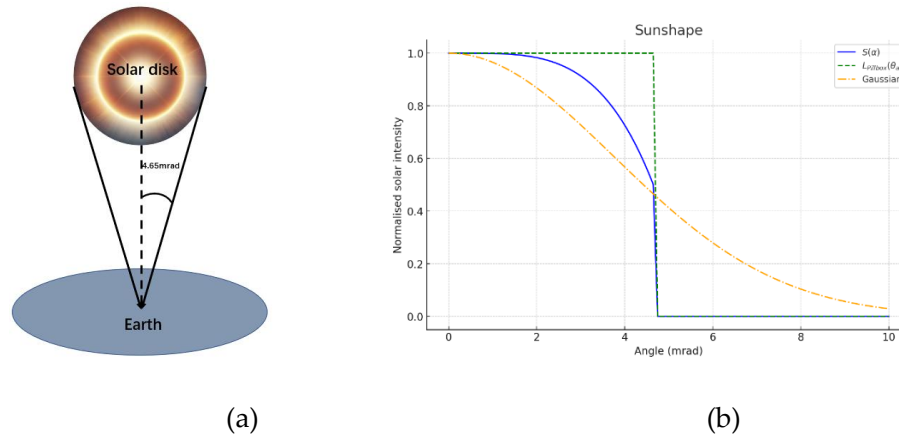 Solar disk
4.65mrad
Earth
(a)
Sunshape
Normalised solar intensity
1.0
0.8
0.6
0.4
0.2
0.0
0 2 4 6 8 10
Angle (mrad)
S(α)
Gaussian
(b)